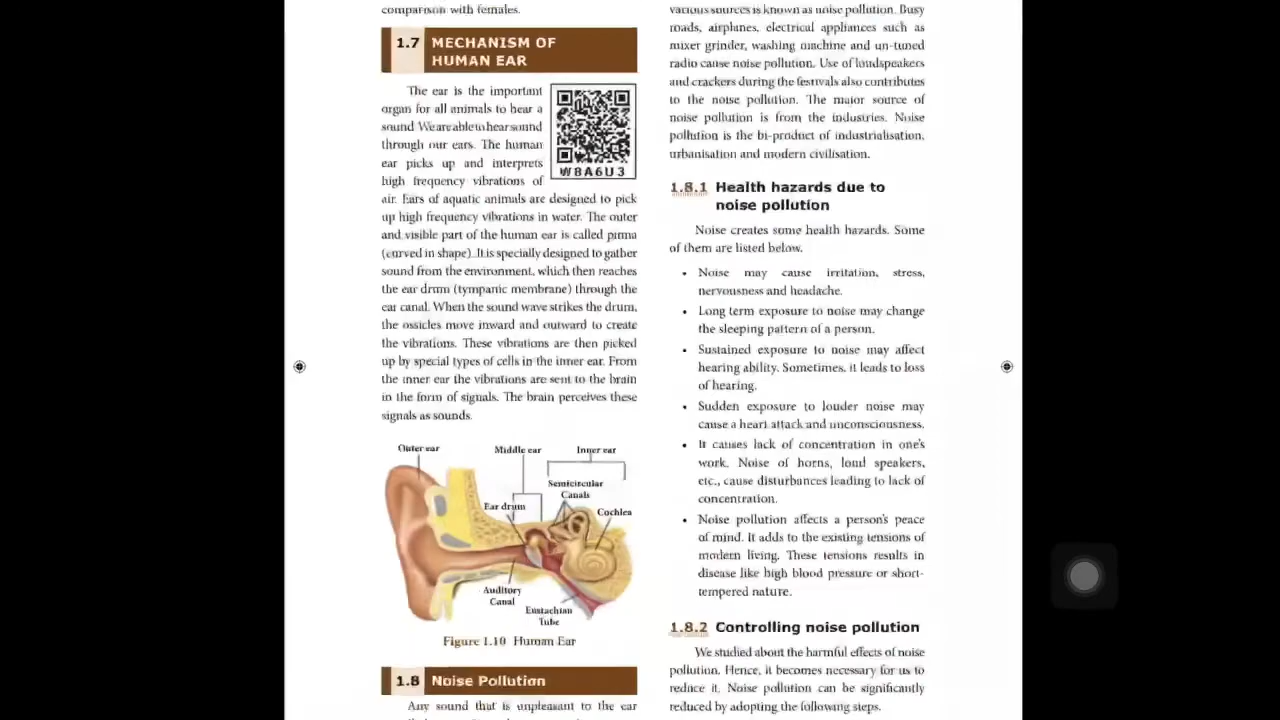 comparison with females.
1.7 MECHANISM OF
HUMAN EAR
The ear is the important
organ for all animals to hear a
sound. We are able to hear sound
through our ears. The human
ear picks up and interprets
high frequency vibrations of
air. Ears of aquatic animals are designed to pick
up high frequency vibrations in water. The outer
and visible part of the human ear is called pinna
(curved in shape). It is specially designed to gather
sound from the environment, which then reaches
the ear drum (tympanic membrane) through the
ear canal. When the sound wave strikes the drum,
the ossicles move inward and outward to create
the vibrations. These vibrations are then picked
up by special types of cells in the inner ear. From
the inner ear the vibrations are sent to the brain
in the form of signals. The brain perceives these
signals as sounds.
W8A6U3
Outer ear
Middle ear
Inner ear
Semicircular
Canals
Ear drum
Cochlea
Auditory
Canal
Eustachian
Tube
Figure 1.10 Human Ear
1.8 Noise Pollution
Any sound that is unpleasant to the ear
various sources is known as noise pollution. Busy
roads, airplanes, electrical appliances such as
mixer grinder, washing machine and un-tuned
radio cause noise pollution. Use of loudspeakers
and crackers during the festivals also contributes
to the noise pollution. The major source of
noise pollution is from the industries. Noise
pollution is the bi-product of industrialisation,
urbanisation and modern civilisation.
1.8.1 Health hazards due to
noise pollution
Noise creates some health hazards. Some
of them are listed below.
• Noise may cause irritation, stress,
nervousness and headache.
• Long term exposure to noise may change
the sleeping pattern of a person.
• Sustained exposure to noise may affect
hearing ability. Sometimes, it leads to loss
of hearing.
• Sudden exposure to louder noise may
cause a heart attack and unconsciousness.
• It causes lack of concentration in one's
work. Noise of horns, loud speakers,
etc., cause disturbances leading to lack of
concentration.
• Noise pollution affects a person's peace
of mind. It adds to the existing tensions of
modern living. These tensions results in
disease like high blood pressure or short-
tempered nature.
1.8.2 Controlling noise pollution
We studied about the harmful effects of noise
pollution. Hence, it becomes necessary for us to
reduce it. Noise pollution can be significantly
reduced by adopting the following steps.